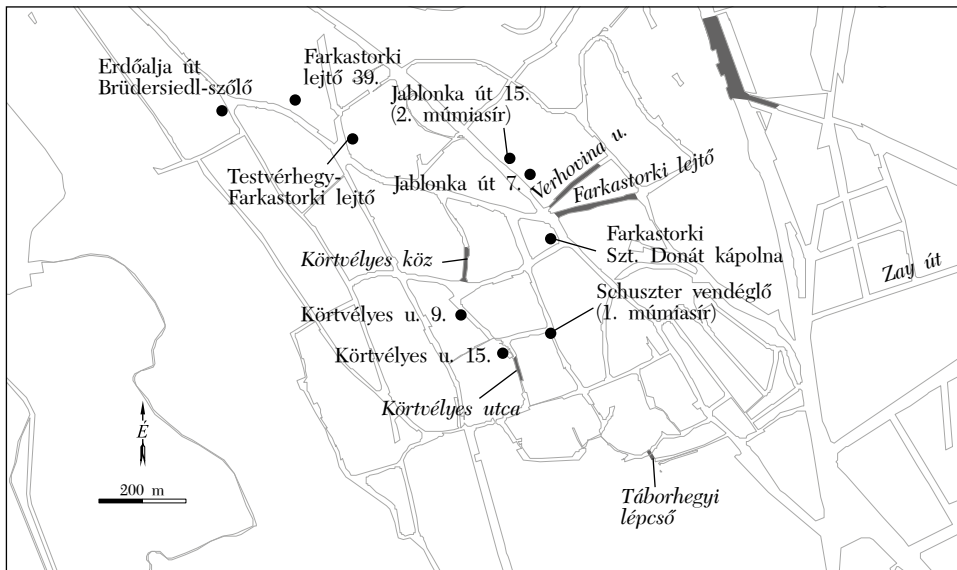 Erdőalja út
Brüdersiedl-szőlő
Farkastorki
lejtő 39.
Jablonka út 15.
(2. múmiasír)
Testvérhegy-
Farkastorki lejtő
Jablonka út 7.
Verhovina u.
Farkastorki lejtő
Farkastorki
Szt. Donát kápolna
Körtvélyes köz
Zay út
Schuszter vendéglő
(1. múmiasír)
Körtvélyes u. 9.
Körtvélyes u. 15.
Körtvélyes utca
É
200 m
Táborhegyi
lépcső